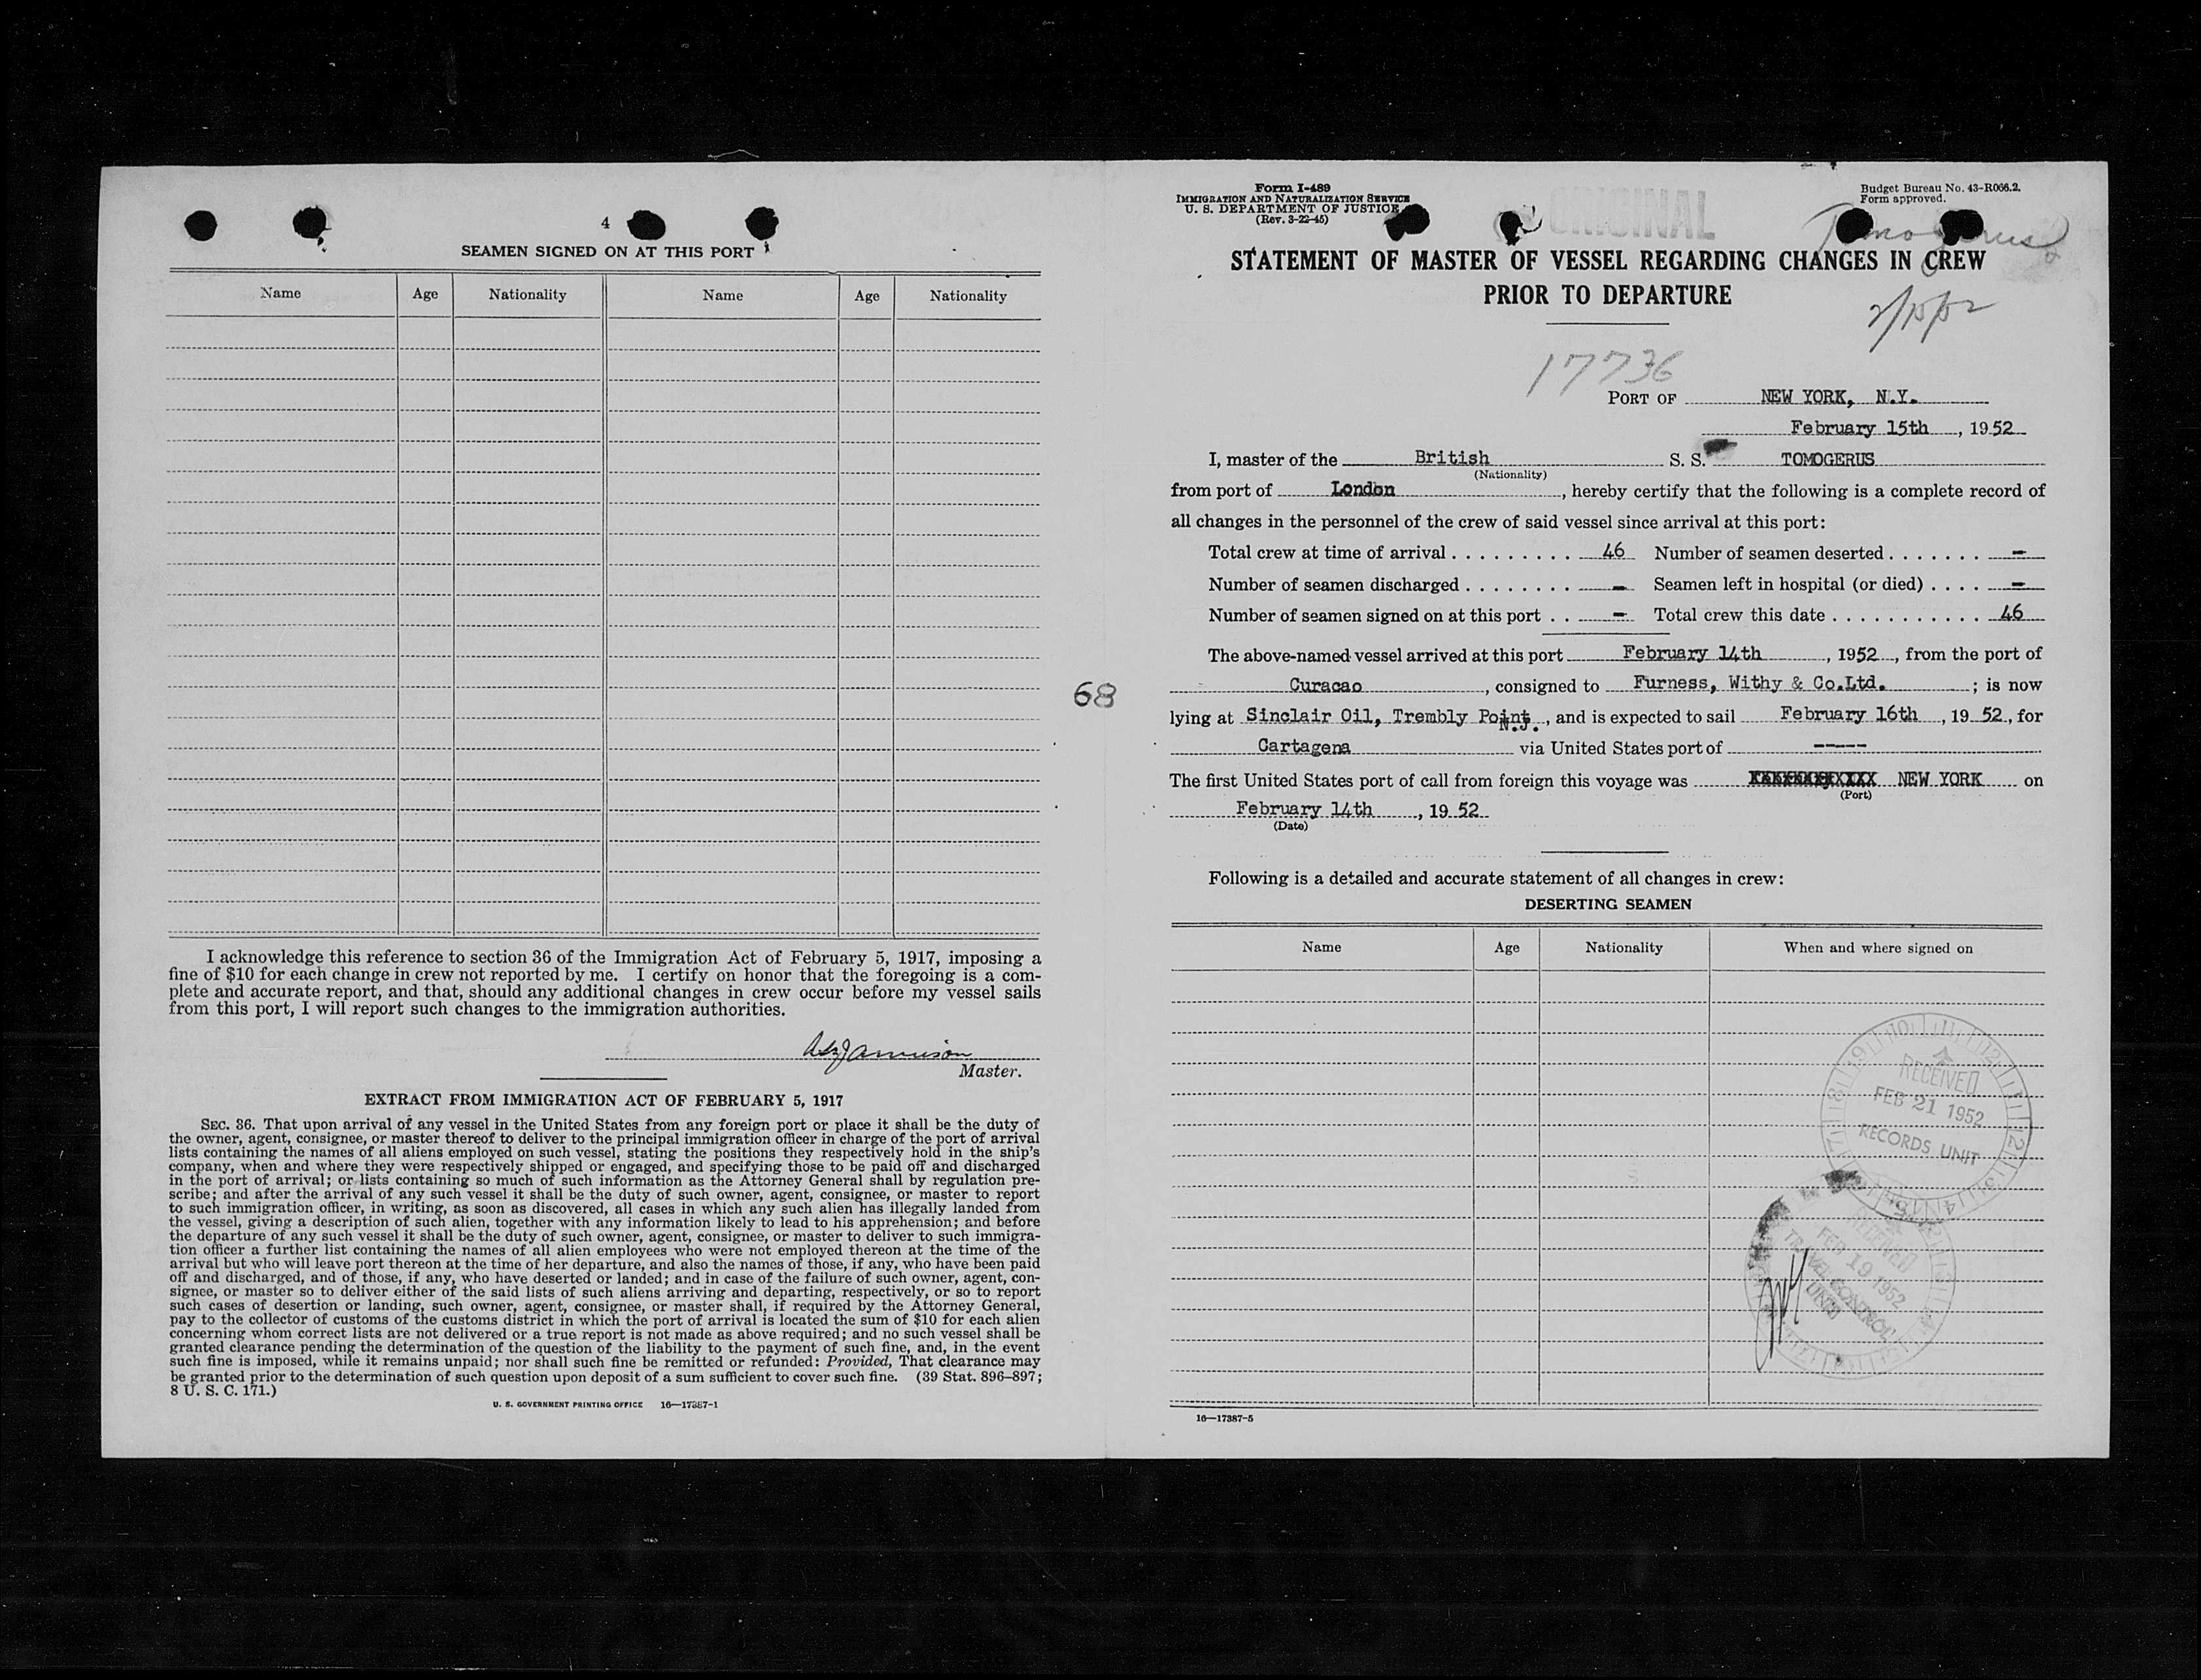 4
SEAMEN SIGNED ON AT THIS PORT
Name Age Nationality Name Age Nationality
I acknowledge this reference to section 36 of the Immigration Act of February 5, 1917, imposing a
fine of $10 for each change in crew not reported by me. I certify on honor that the foregoing is a com-
plete and accurate report, and that, should any additional changes in crew occur before my vessel sails
from this port, I will report such changes to the immigration authorities.
Master.
EXTRACT FROM IMMIGRATION ACT OF FEBRUARY 5, 1917
SEC. 36. That upon arrival of any vessel in the United States from any foreign port or place it shall be the duty of
the owner, agent, consignee, or master thereof to deliver to the principal immigration officer in charge of the port of arrival
lists containing the names of all aliens employed on such vessel, stating the positions they respectively hold in the ship's
company, when and where they were respectively shipped or engaged, and specifying those to be paid off and discharged
in the port of arrival; or lists containing so much of such information as the Attorney General shall by regulation pre-
scribe; and after the arrival of any such vessel it shall be the duty of such owner, agent, consignee, or master to report
to such immigration officer, in writing, as soon as discovered, all cases in which any such alien has illegally landed from
the vessel, giving a description of such alien, together with any information likely to lead to his apprehension; and before
the departure of any such vessel it shall be the duty of such owner, agent, consignee, or master to deliver to such immigra-
tion officer a further list containing the names of all alien employees who were not employed thereon at the time of the
arrival but who will leave port thereon at the time of her departure, and also the names of those, if any, who have been paid
off and discharged, and of those, if any, who have deserted or landed; and in case of the failure of such owner, agent, con-
signee, or master so to deliver either of the said lists of such aliens arriving and departing, respectively, or so to report
such cases of desertion or landing, such owner, agent, consignee, or master shall, if required by the Attorney General,
pay to the collector of customs of the customs district in which the port of arrival is located the sum of $10 for each alien
concerning whom correct lists are not delivered or a true report is not made as above required; and no such vessel shall be
granted clearance pending the determination of the question of the liability to the payment of such fine, and, in the event
such fine is imposed, while it remains unpaid; nor shall such fine be remitted or refunded: Provided, That clearance may
be granted prior to the determination of such question upon deposit of a sum sufficient to cover such fine. (39 Stat. 896–897;
8 U. S. C. 171.)
U. S. GOVERNMENT PRINTING OFFICE 16—17387-1
68
Form I-489
IMMIGRATION AND NATURALIZATION SERVICE
U. S. DEPARTMENT OF JUSTICE
(Rev. 3-22-45)
ORIGINAL
Budget Bureau No. 43-R066.2.
Form approved.
Tomogerus
STATEMENT OF MASTER OF VESSEL REGARDING CHANGES IN CREW
PRIOR TO DEPARTURE
2/15/52
17736
PORT OF NEW YORK, N.Y.
February 15th, 1952
I, master of the British S. S. TOMOGERUS
(Nationality)
from port of London, hereby certify that the following is a complete record of
all changes in the personnel of the crew of said vessel since arrival at this port:
Total crew at time of arrival . . . . . . . . . 46 Number of seamen deserted . . . . . . . -
Number of seamen discharged . . . . . . . . - Seamen left in hospital (or died) . . . . -
Number of seamen signed on at this port . . - Total crew this date . . . . . . . . . . . . 46
The above-named vessel arrived at this port February 14th, 1952, from the port of
Curacao, consigned to Furness, Withy & Co.Ltd. ; is now
lying at Sinclair Oil, Trembly Point, and is expected to sail February 16th, 19 52, for
N.J.
Cartagena via United States port of -----
The first United States port of call from foreign this voyage was NEW YORK on
(Port)
February 14th, 19 52
(Date)
Following is a detailed and accurate statement of all changes in crew:
DESERTING SEAMEN
Name Age Nationality When and where signed on
RECEIVED
FEB 21 1952
RECORDS UNIT
RECEIVED
FEB 19 1952
TRAVEL CONTROL
UNIT
16—17387-5